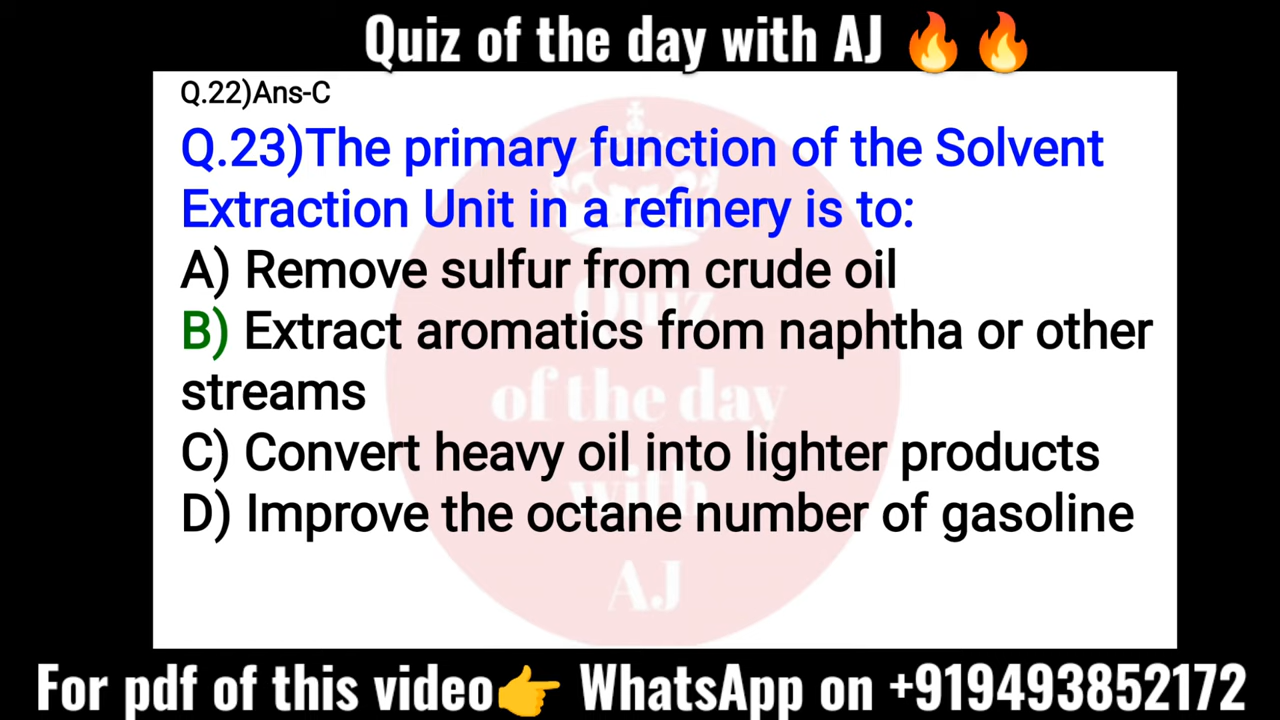 Quiz of the day with AJ 🔥🔥
Q.22)Ans-C
Q.23)The primary function of the Solvent
Extraction Unit in a refinery is to:
A) Remove sulfur from crude oil
B) Extract aromatics from naphtha or other
streams
C) Convert heavy oil into lighter products
D) Improve the octane number of gasoline
Quiz
of the day
with
AJ
For pdf of this video👉 WhatsApp on +919493852172